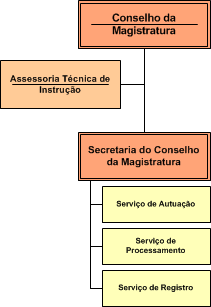 Conselho da
Magistratura
Assessoria Técnica de
Instrução
Secretaria do Conselho
da Magistratura
Serviço de Autuação
Serviço de
Processamento
Serviço de Registro